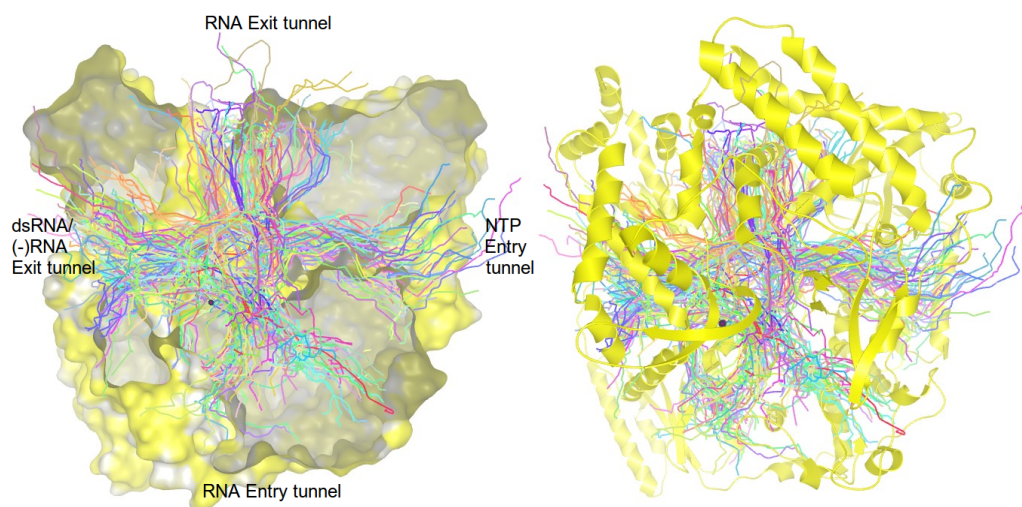 RNA Exit tunnel
dsRNA/
(-)RNA
Exit tunnel
NTP
Entry
tunnel
RNA Entry tunnel